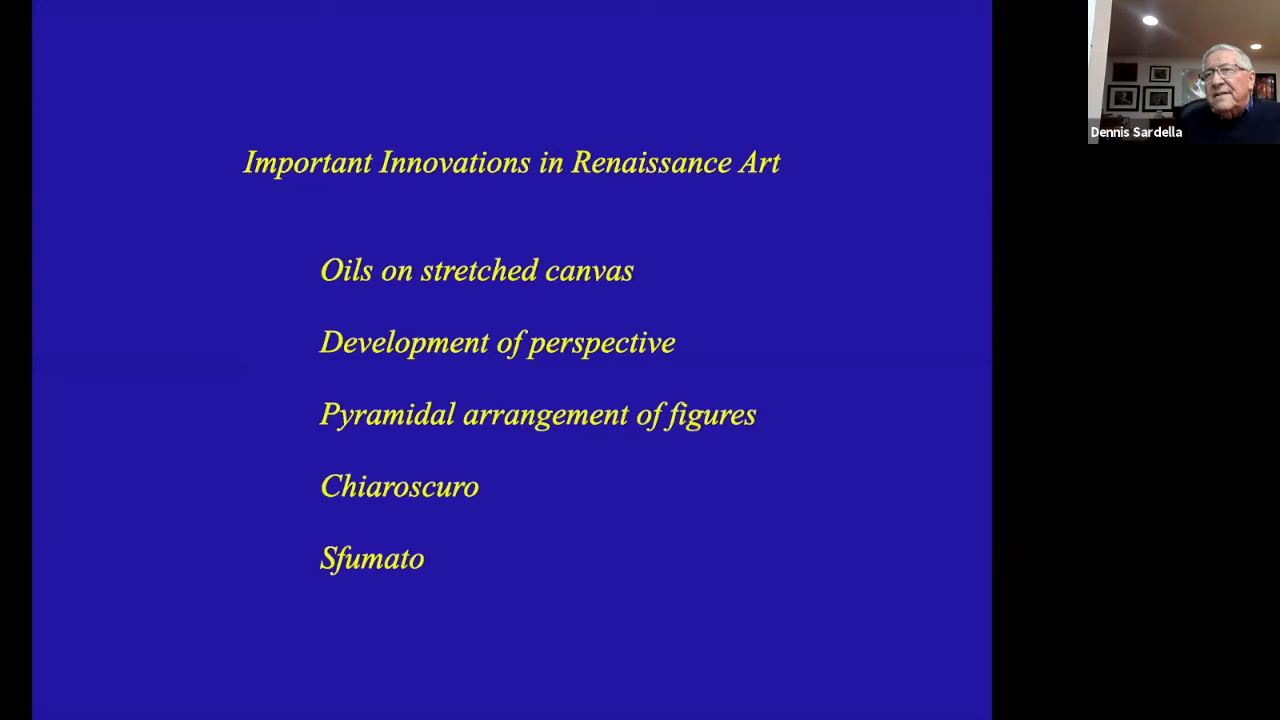 Important Innovations in Renaissance Art
Oils on stretched canvas
Development of perspective
Pyramidal arrangement of figures
Chiaroscuro
Sfumato
Dennis Sardella